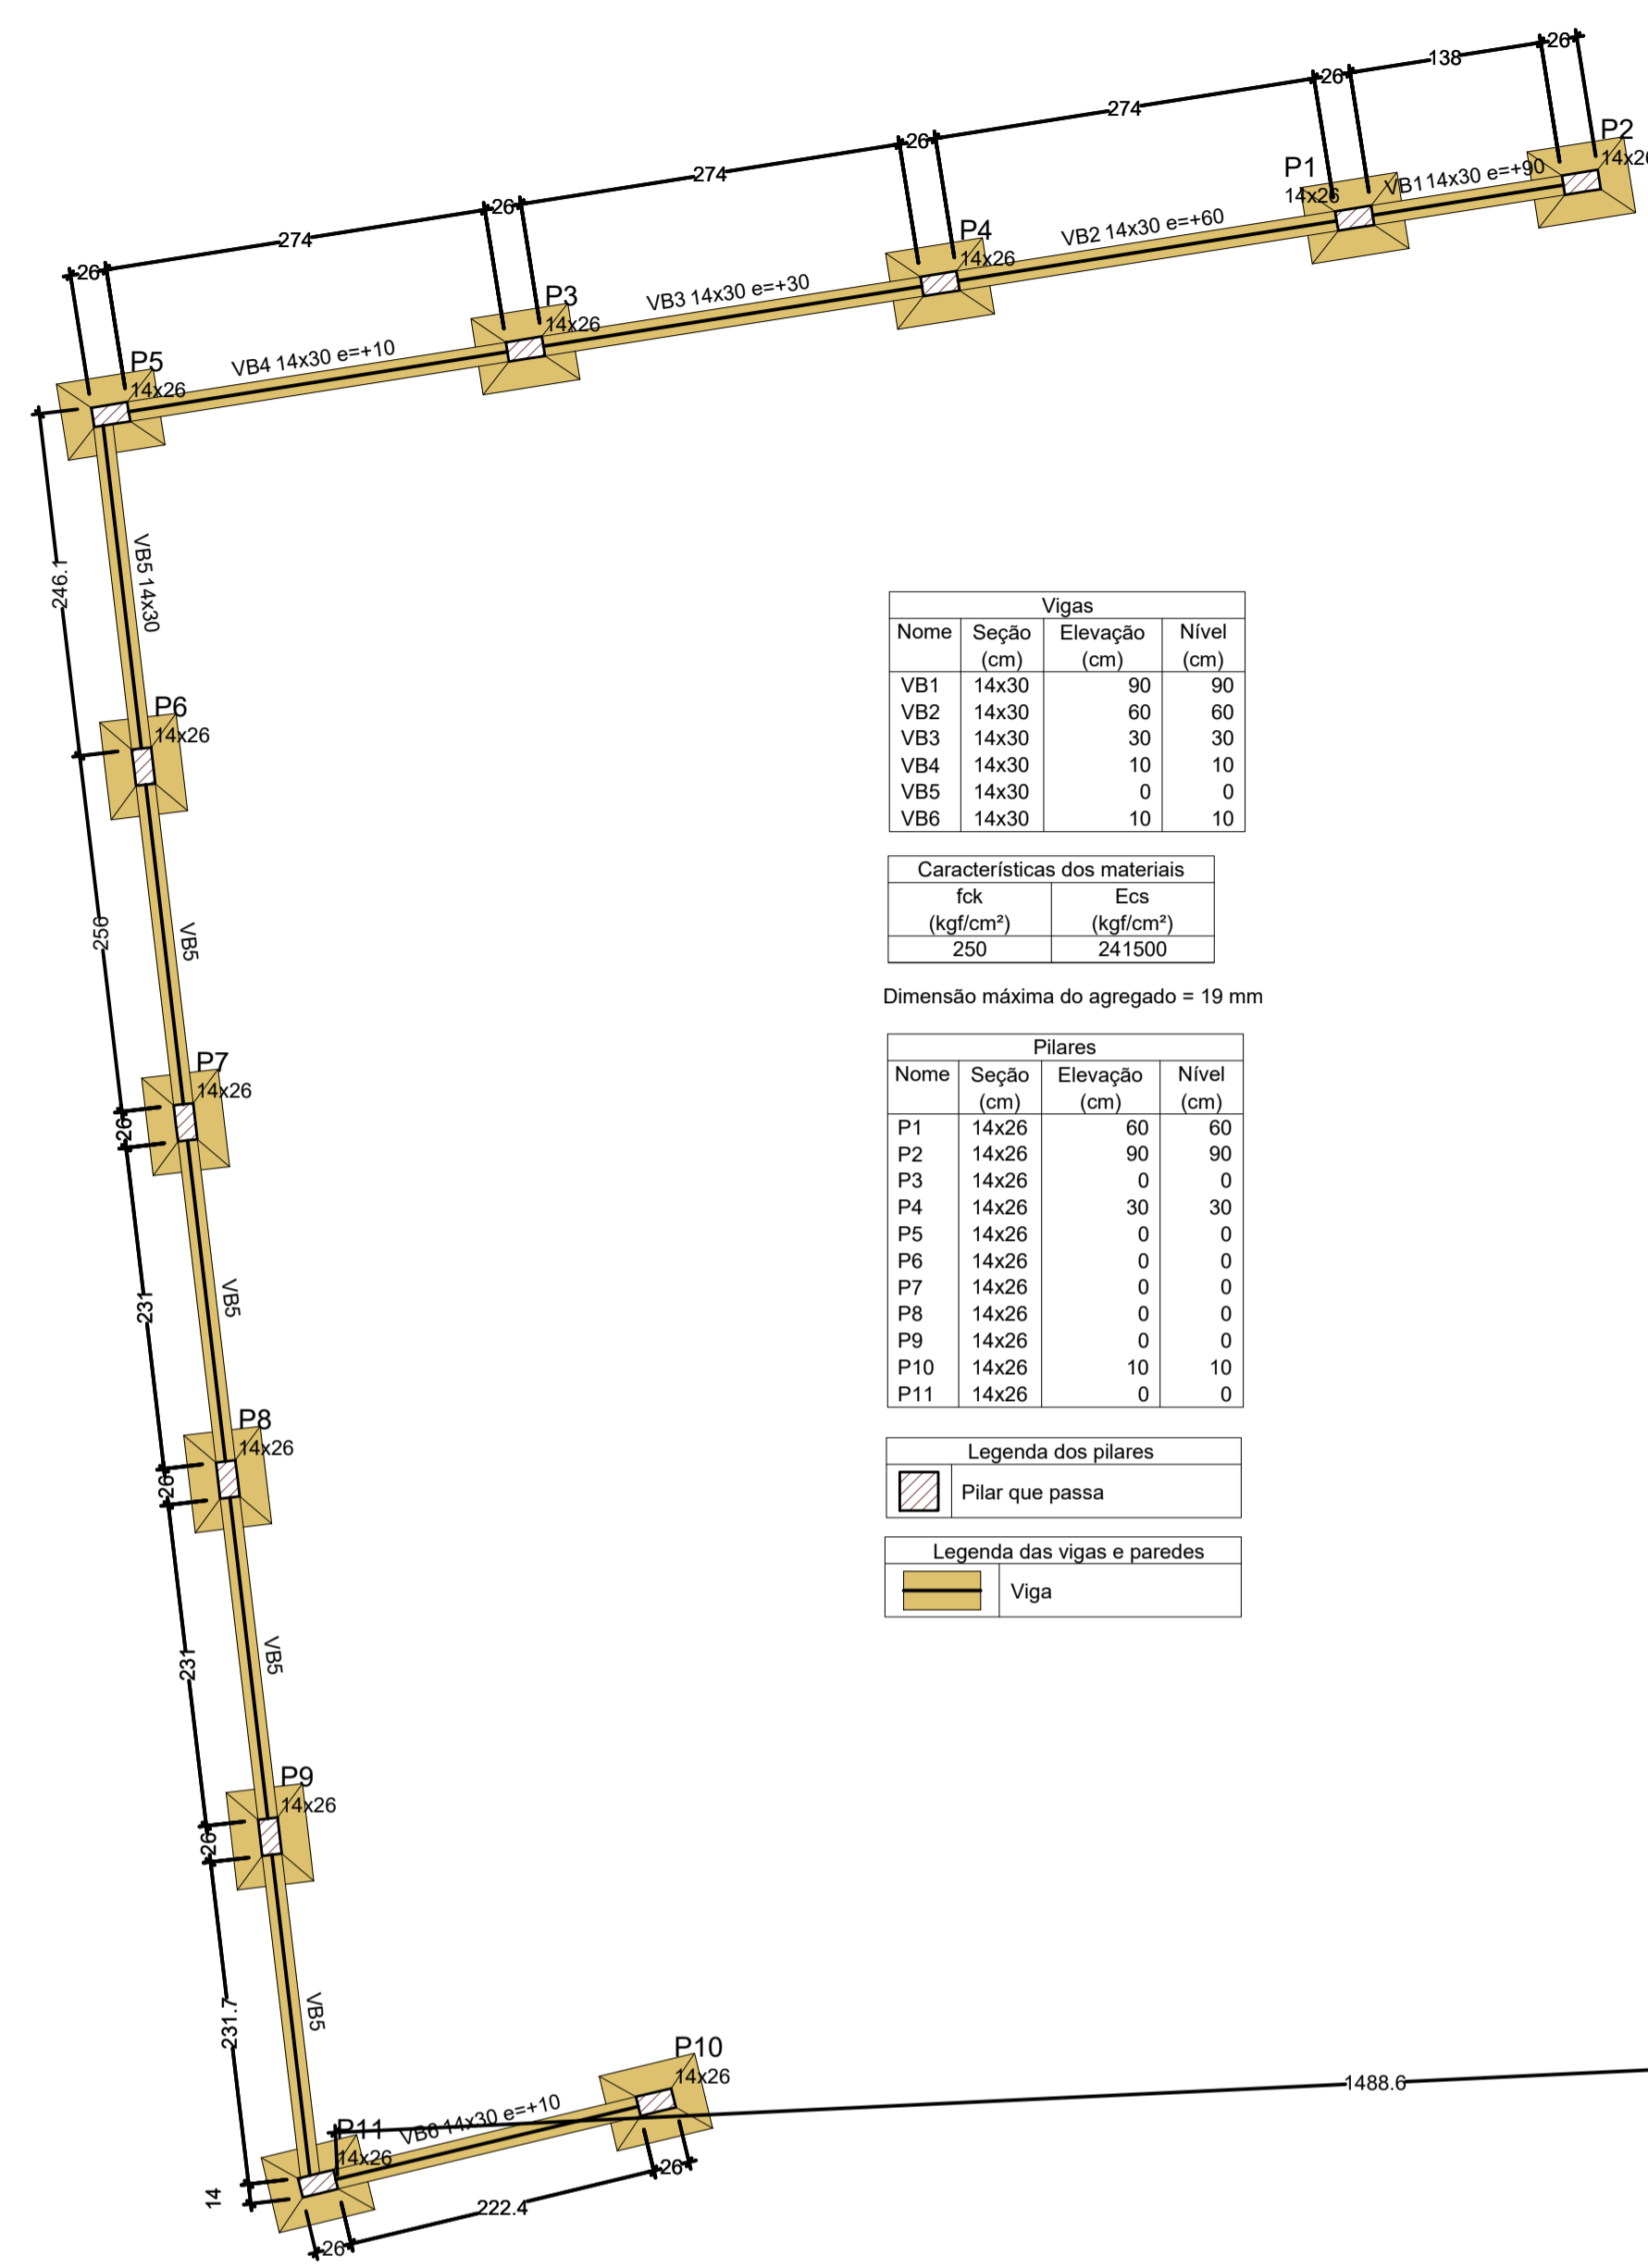 26
138
26
274
26
274
26
274
26
P2
14x26
P1
14x26
VB1 14x30 e=+90
P4
14x26
VB2 14x30 e=+60
P3
14x26
VB3 14x30 e=+30
P5
14x26
VB4 14x30 e=+10
246.1
VB5 14x30
P6
14x26
256
VB5
P7
14x26
26
231
VB5
P8
14x26
26
231
VB5
P9
14x26
26
231.7
VB5
P10
14x26
1488.6
P11
14x26
VB6 14x30 e=+10
14
26
222.4
26
Vigas
Nome Seção Elevação Nível
(cm) (cm) (cm)
VB1 14x30 90 90
VB2 14x30 60 60
VB3 14x30 30 30
VB4 14x30 10 10
VB5 14x30 0 0
VB6 14x30 10 10
Características dos materiais
fck Ecs
(kgf/cm²) (kgf/cm²)
250 241500
Dimensão máxima do agregado = 19 mm
Pilares
Nome Seção Elevação Nível
(cm) (cm) (cm)
P1 14x26 60 60
P2 14x26 90 90
P3 14x26 0 0
P4 14x26 30 30
P5 14x26 0 0
P6 14x26 0 0
P7 14x26 0 0
P8 14x26 0 0
P9 14x26 0 0
P10 14x26 10 10
P11 14x26 0 0
Legenda dos pilares
Pilar que passa
Legenda das vigas e paredes
Viga